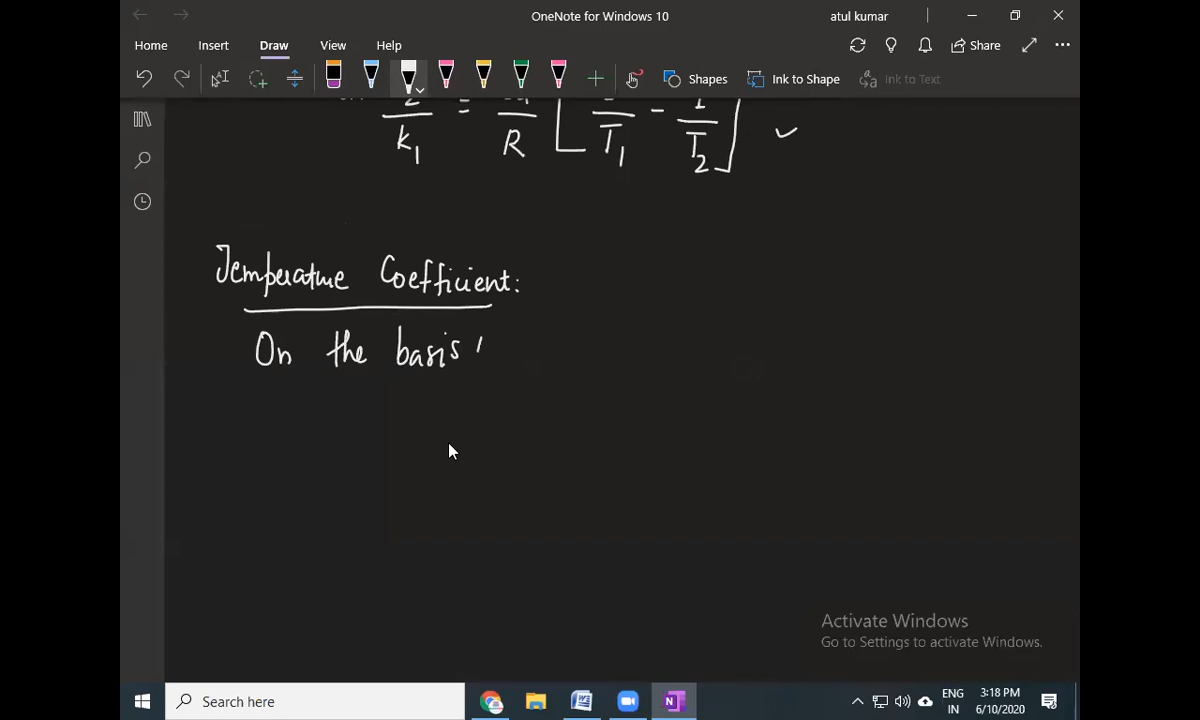 OneNote for Windows 10
atul kumar
Home Insert Draw View Help
Share
Shapes
Ink to Shape
Ink to Text
2/k₁ = /R [ /T₁ - 1/T₂ ]
Temperature Coefficient:
On the basis
Activate Windows
Go to Settings to activate Windows.
Search here
ENG
IN
3:18 PM
6/10/2020